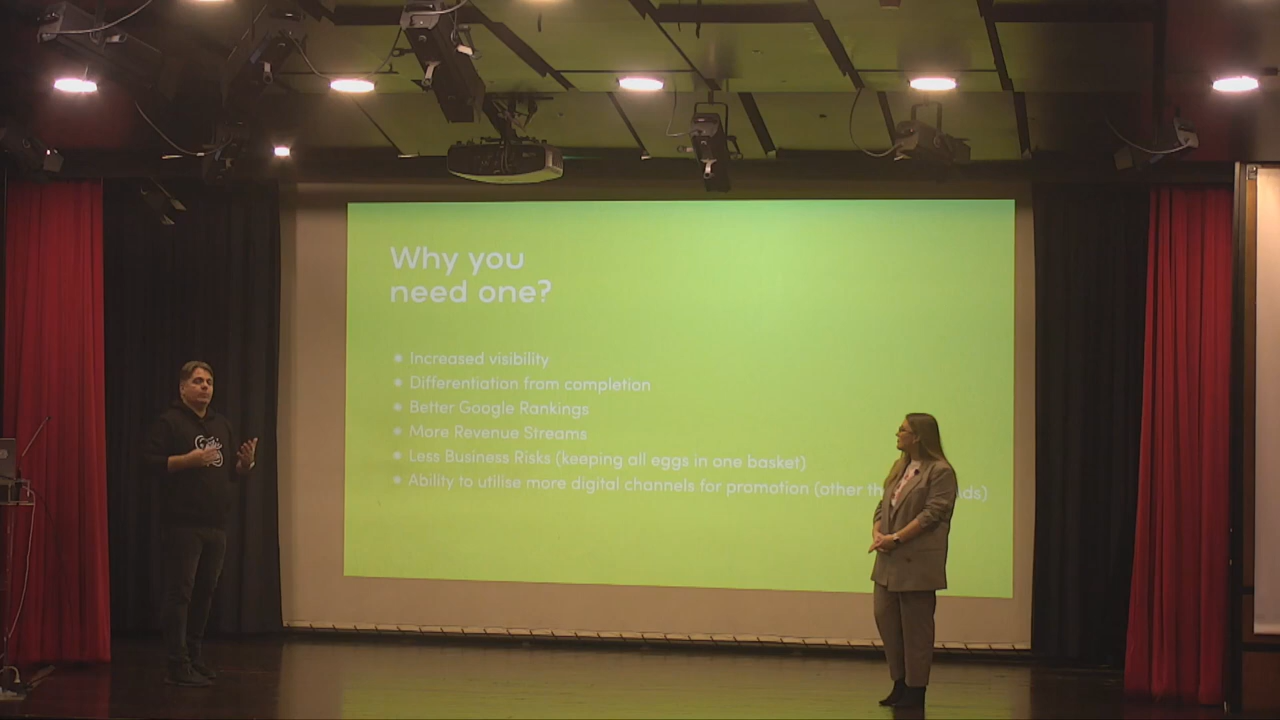 Why you
need one?
Increased visibility
Differentiation from completion
Better Google Rankings
More Revenue Streams
Less Business Risks (keeping all eggs in one basket)
Ability to utilise more digital channels for promotion (other